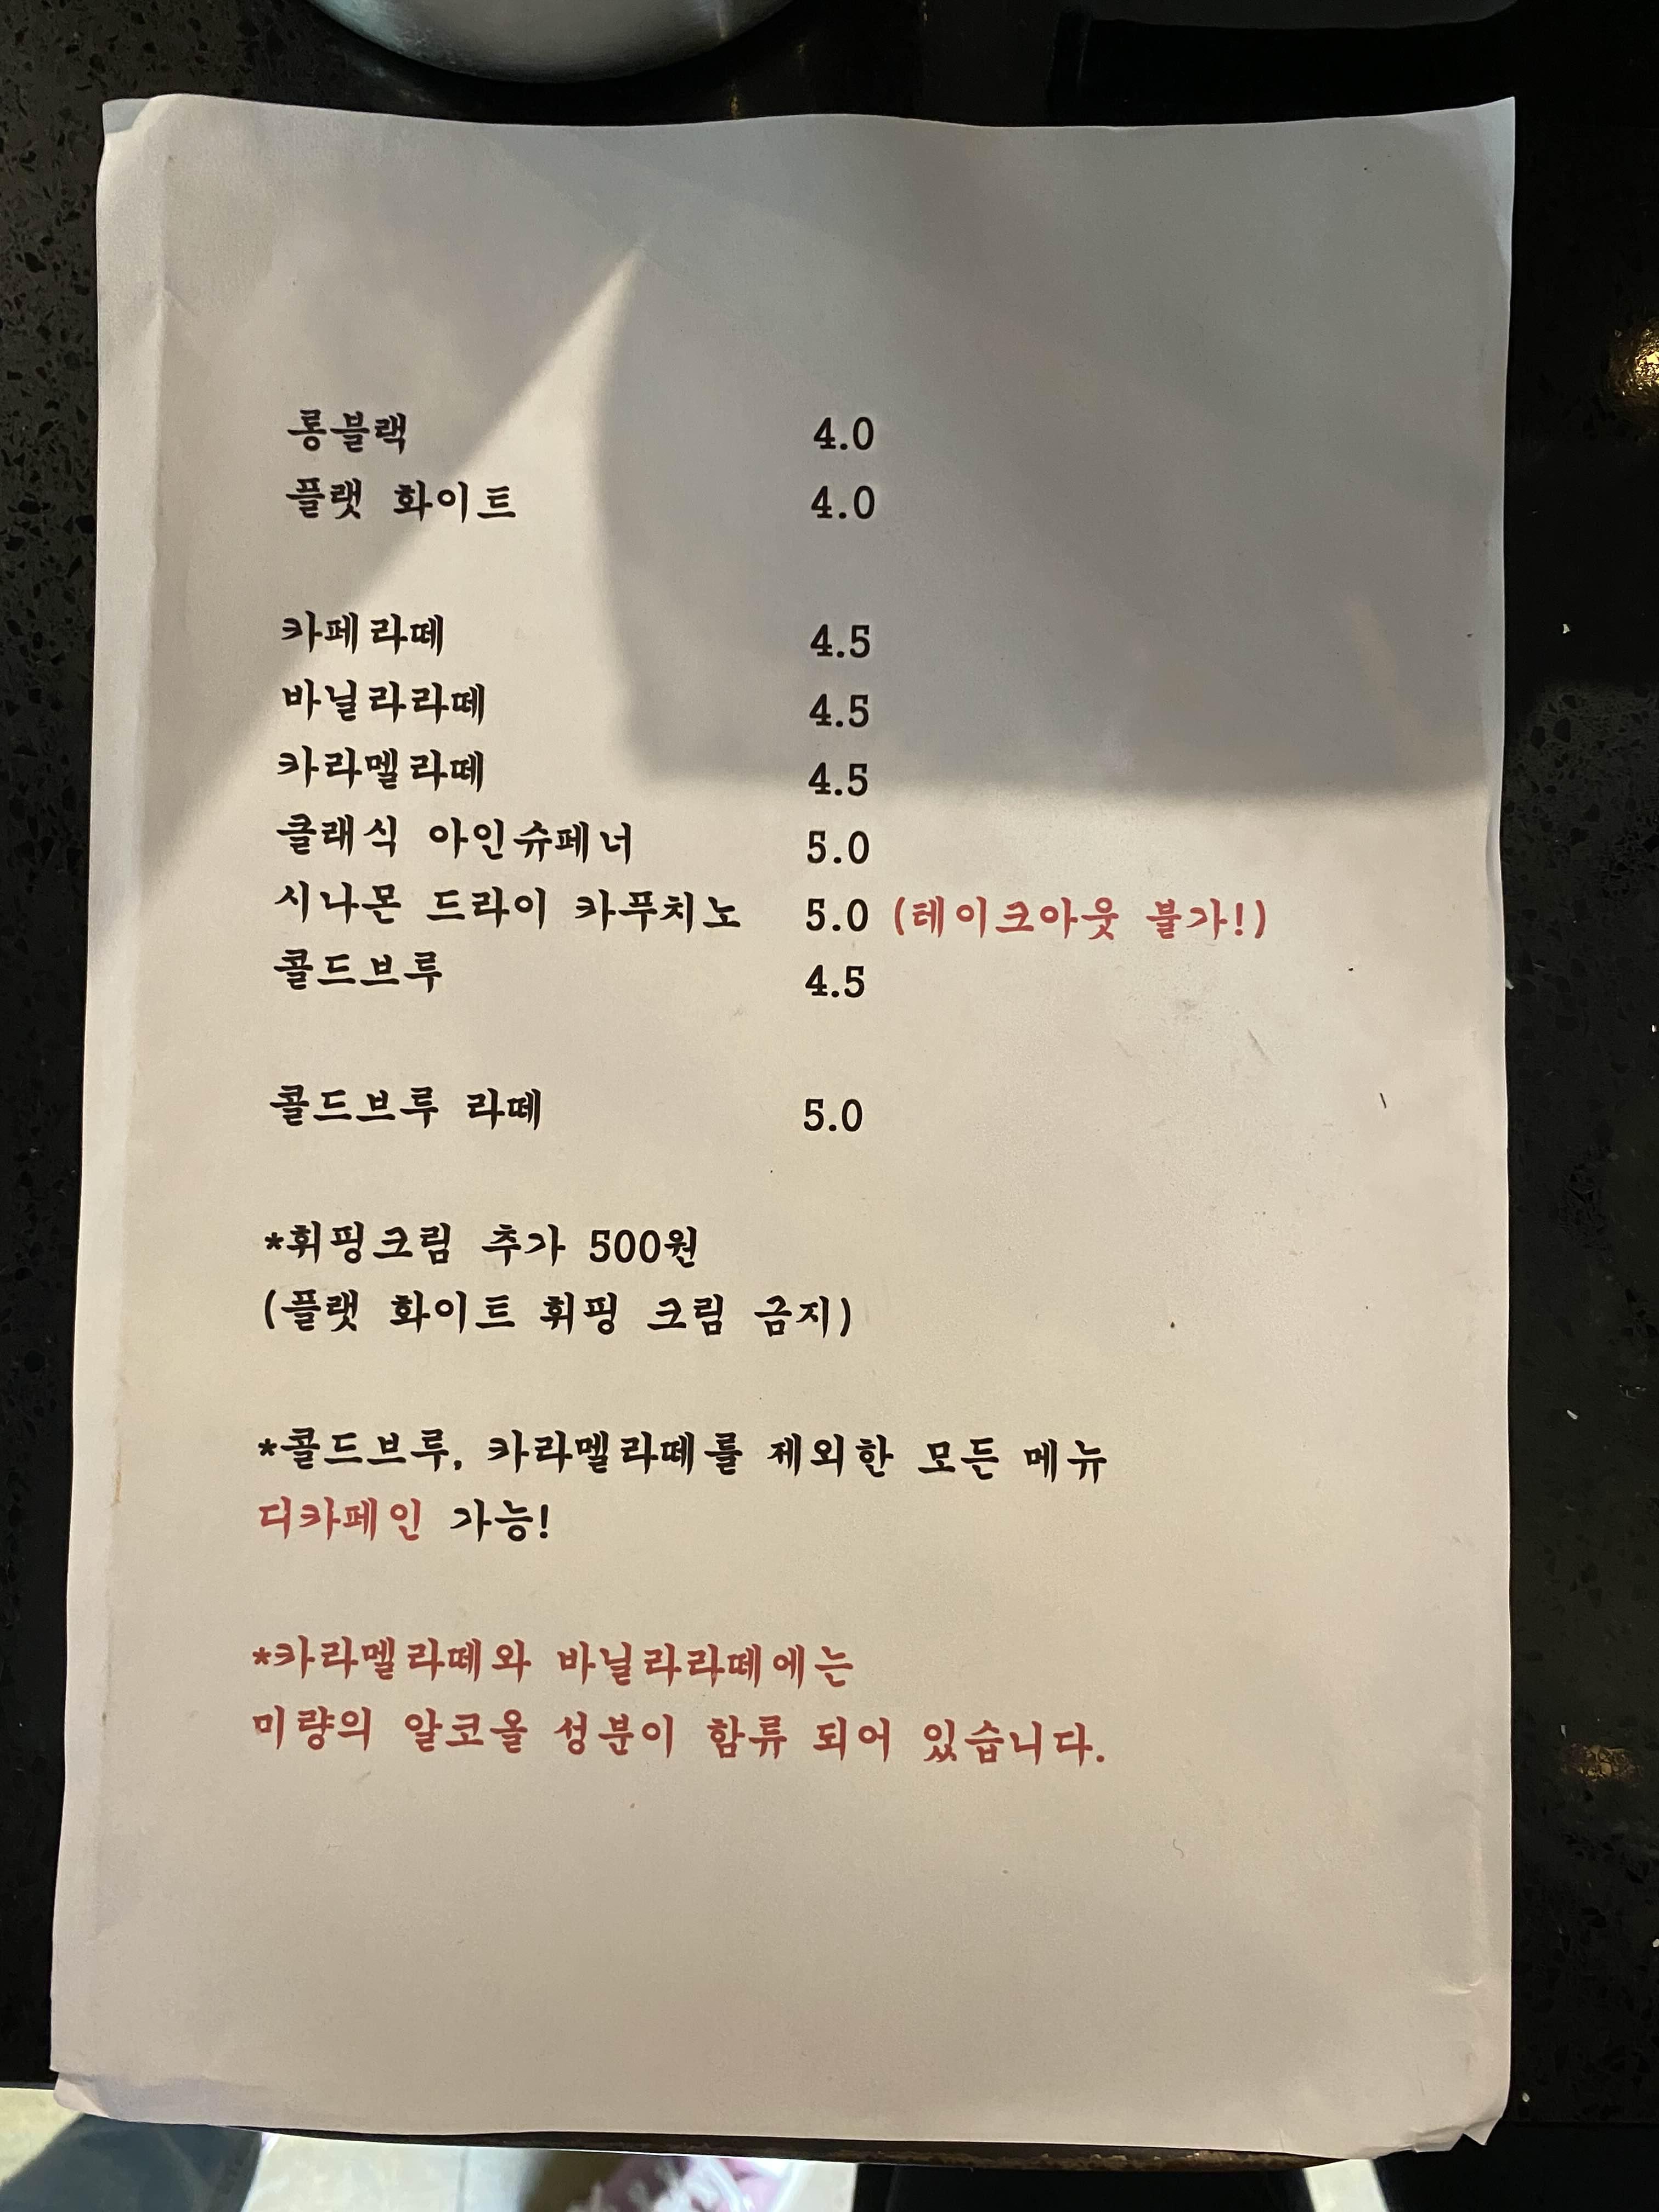 롱블랙 4.0
플랫 화이트 4.0
카페라떼 4.5
바닐라라떼 4.5
카라멜라떼 4.5
클래식 아인슈페너 5.0
시나몬 드라이 카푸치노 5.0 (테이크아웃 불가!)
콜드브루 4.5
콜드브루 라떼 5.0
*휘핑크림 추가 500원
(플랫 화이트 휘핑 크림 금지)
*콜드브루, 카라멜라떼를 제외한 모든 메뉴
디카페인 가능!
*카라멜라떼와 바닐라라떼에는
미량의 알코올 성분이 함류 되어 있습니다.